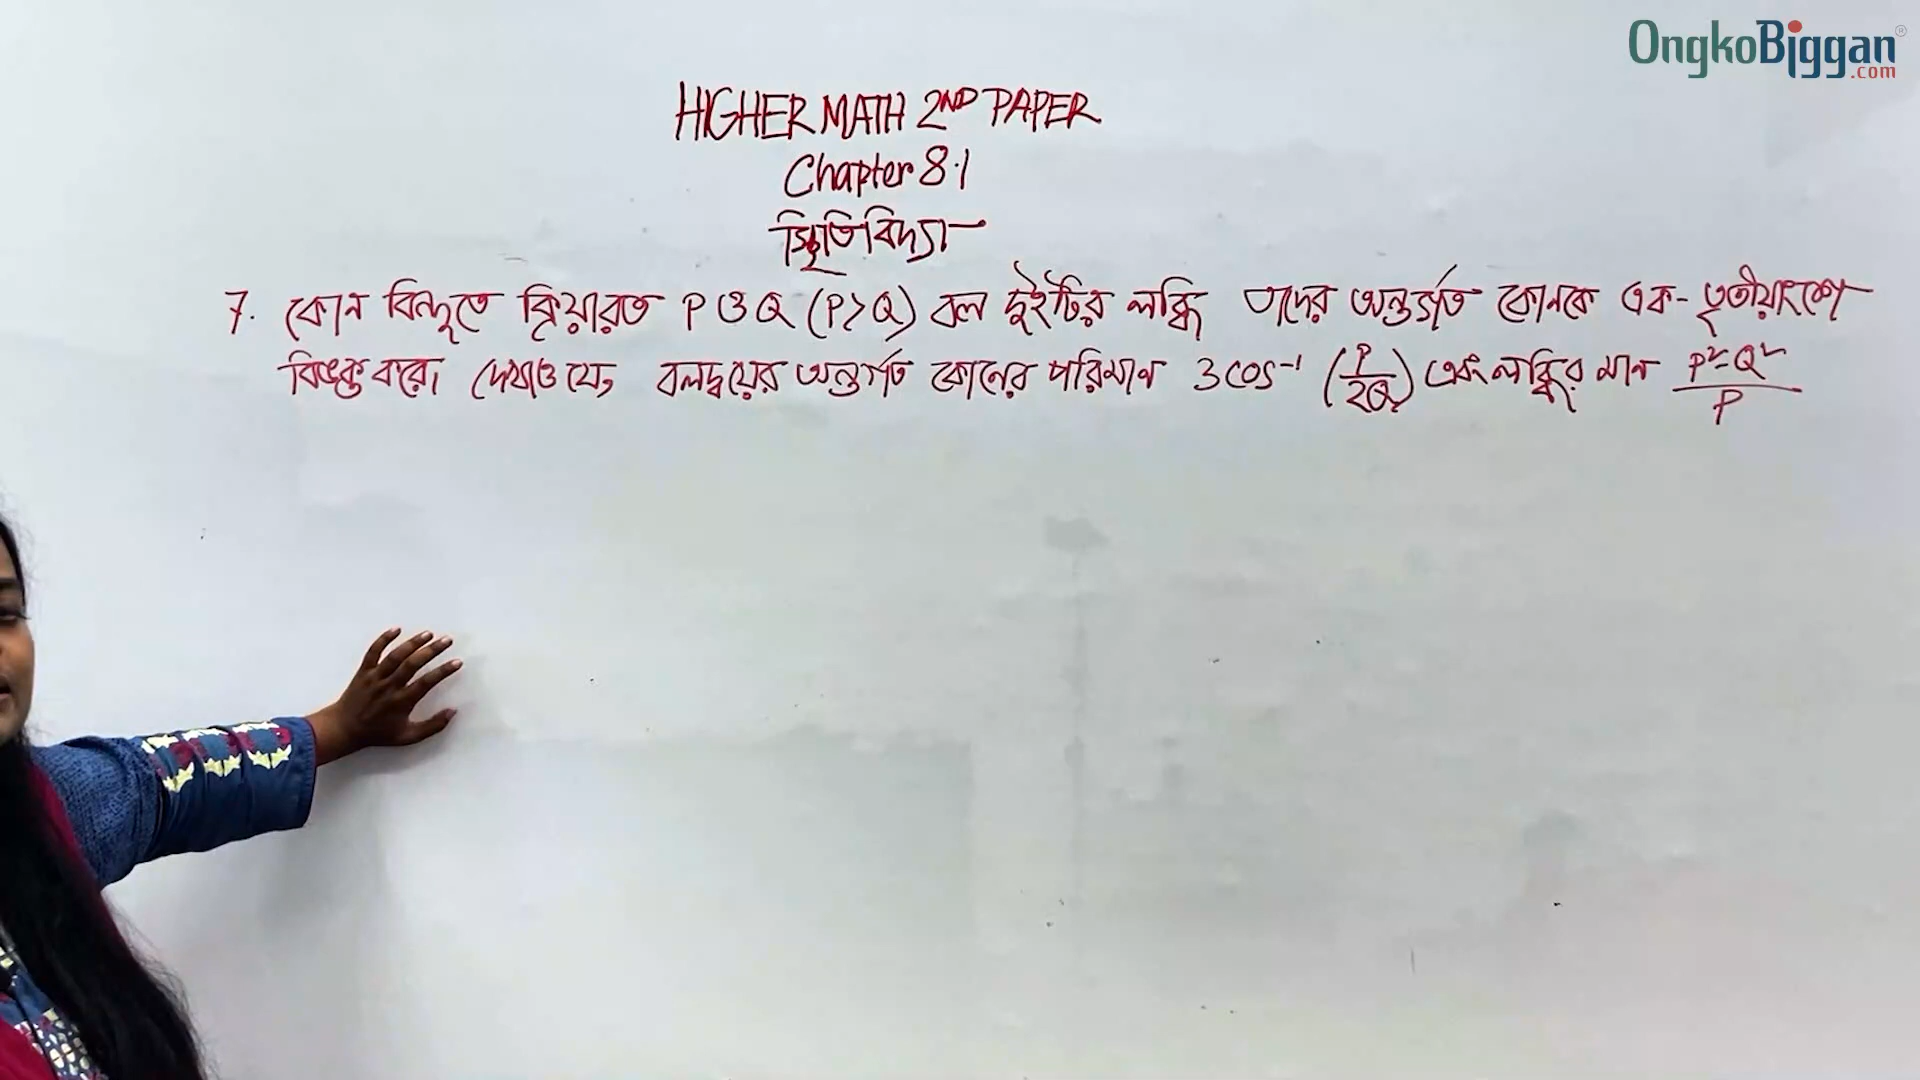 OngkoBiggan®
.com
HIGHER MATH 2ND PAPER
Chapter 8.1
স্থিতিবিদ্যা
7. কোন বিন্দুতে ক্রিয়ারত P ও Q (P>Q) বল দুইটির লব্ধি তাদের অন্তর্গত কোনকে এক-তৃতীয়াংশে
বিভক্ত করে। দেখাও যে, বলদ্বয়ের অন্তর্গত কোনের পরিমান 3cos⁻¹ (P/2Q) এবং লব্ধির মান P²-Q²/P